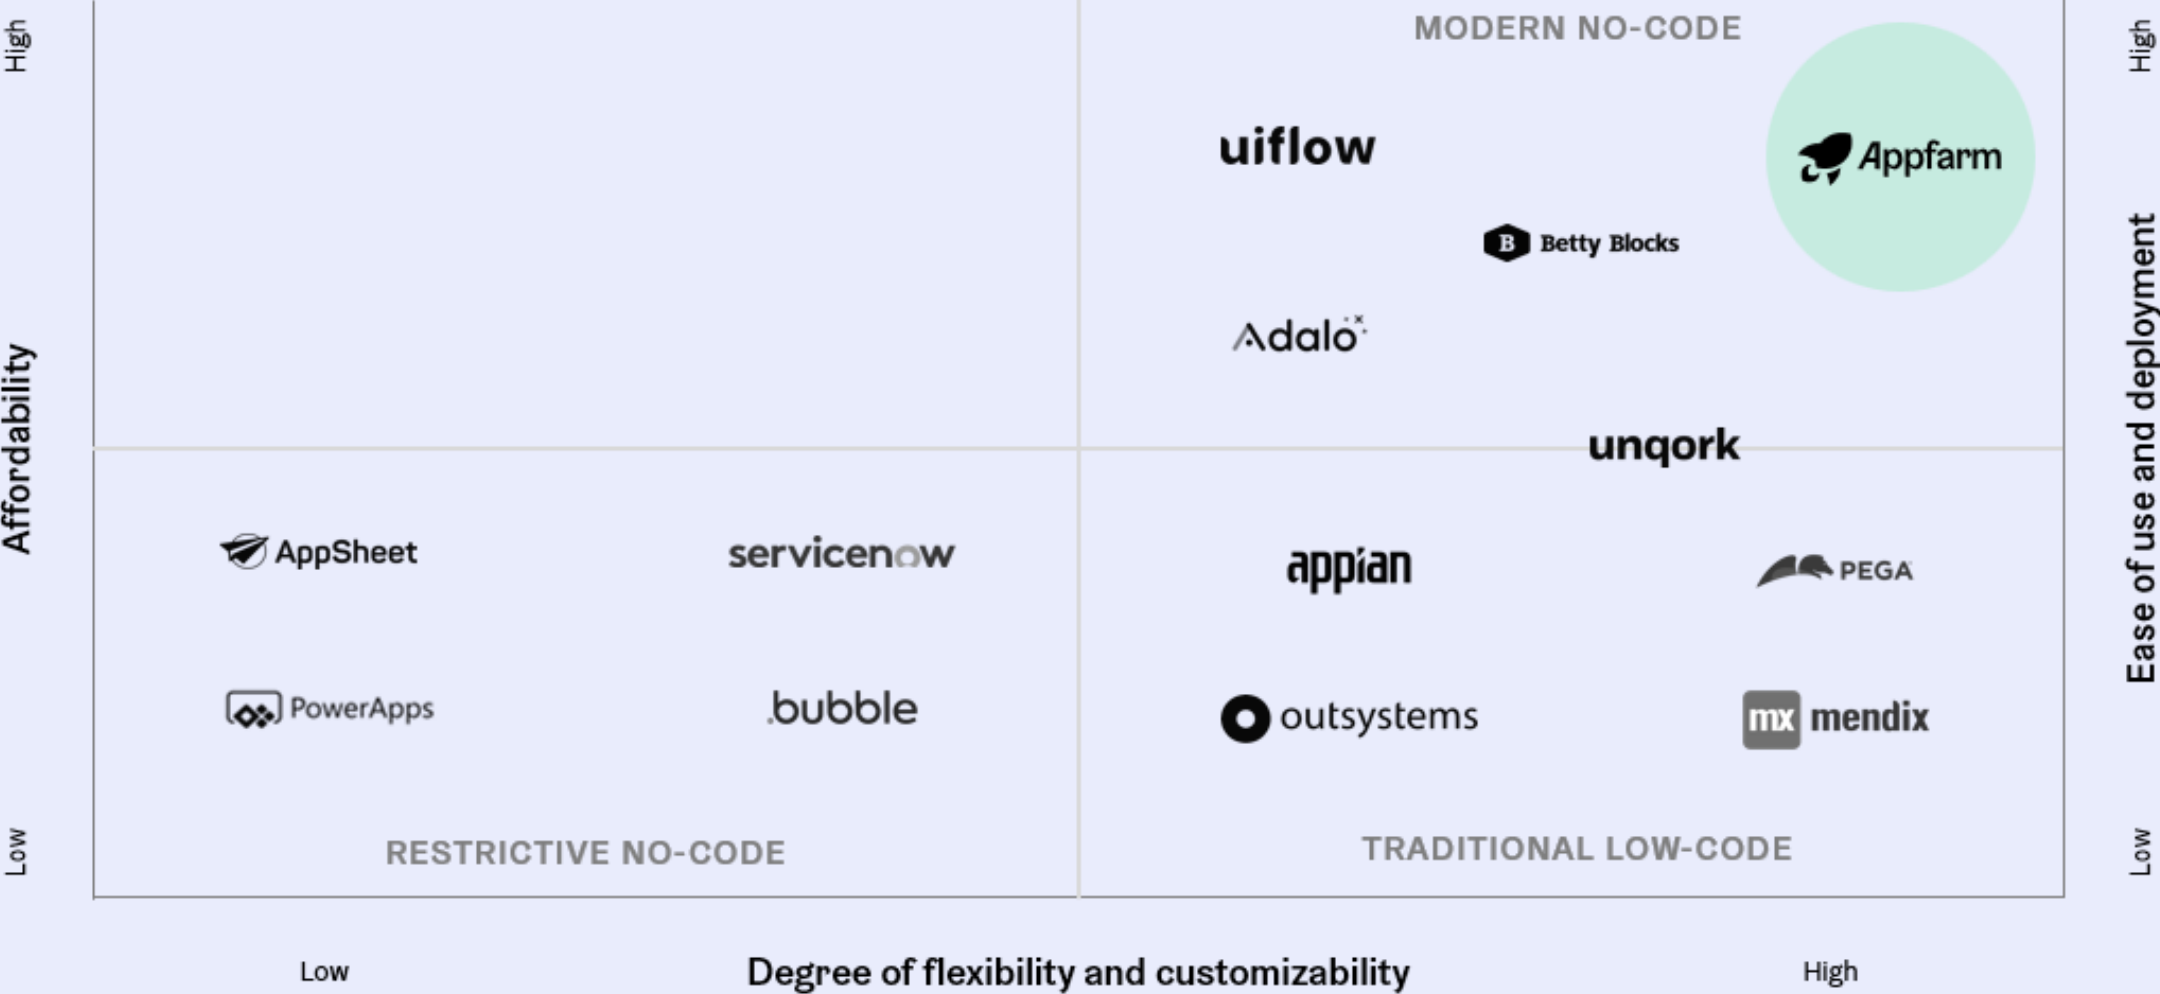 High
MODERN NO-CODE
High
uiflow
Appfarm
B Betty Blocks
Adalo
Affordability
Ease of use and deployment
unqork
AppSheet
servicenow
appian
PEGA
PowerApps
.bubble
outsystems
mx mendix
Low
RESTRICTIVE NO-CODE
TRADITIONAL LOW-CODE
Low
Low
Degree of flexibility and customizability
High